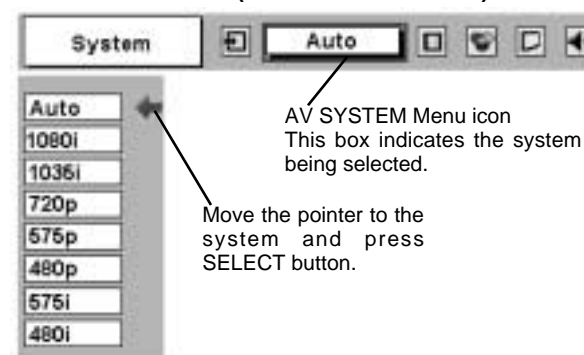 System
Auto
Auto
1080i
1035i
720p
575p
480p
575i
480i
AV SYSTEM Menu icon
This box indicates the system
being selected.
Move the pointer to the
system and press
SELECT button.